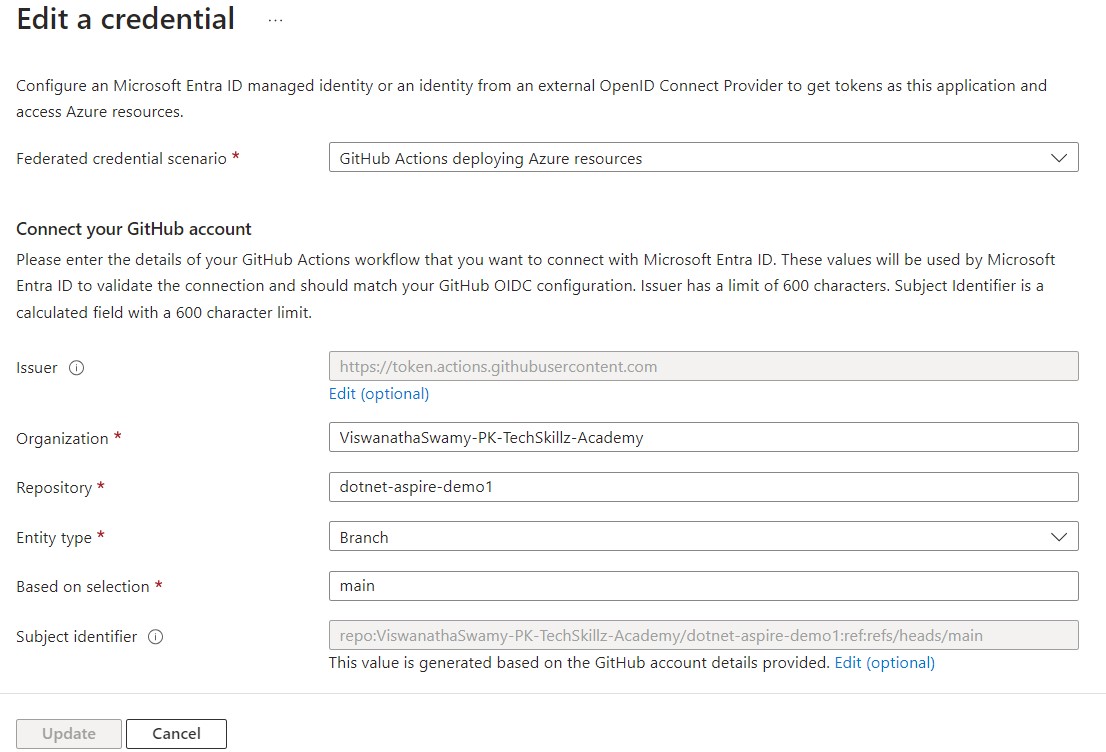 Edit a credential ...
Configure an Microsoft Entra ID managed identity or an identity from an external OpenID Connect Provider to get tokens as this application and
access Azure resources.
Federated credential scenario * GitHub Actions deploying Azure resources
Connect your GitHub account
Please enter the details of your GitHub Actions workflow that you want to connect with Microsoft Entra ID. These values will be used by Microsoft
Entra ID to validate the connection and should match your GitHub OIDC configuration. Issuer has a limit of 600 characters. Subject Identifier is a
calculated field with a 600 character limit.
Issuer https://token.actions.githubusercontent.com
Edit (optional)
Organization * ViswanathaSwamy-PK-TechSkillz-Academy
Repository * dotnet-aspire-demo1
Entity type * Branch
Based on selection * main
Subject identifier repo:ViswanathaSwamy-PK-TechSkillz-Academy/dotnet-aspire-demo1:ref:refs/heads/main
This value is generated based on the GitHub account details provided. Edit (optional)
Update Cancel